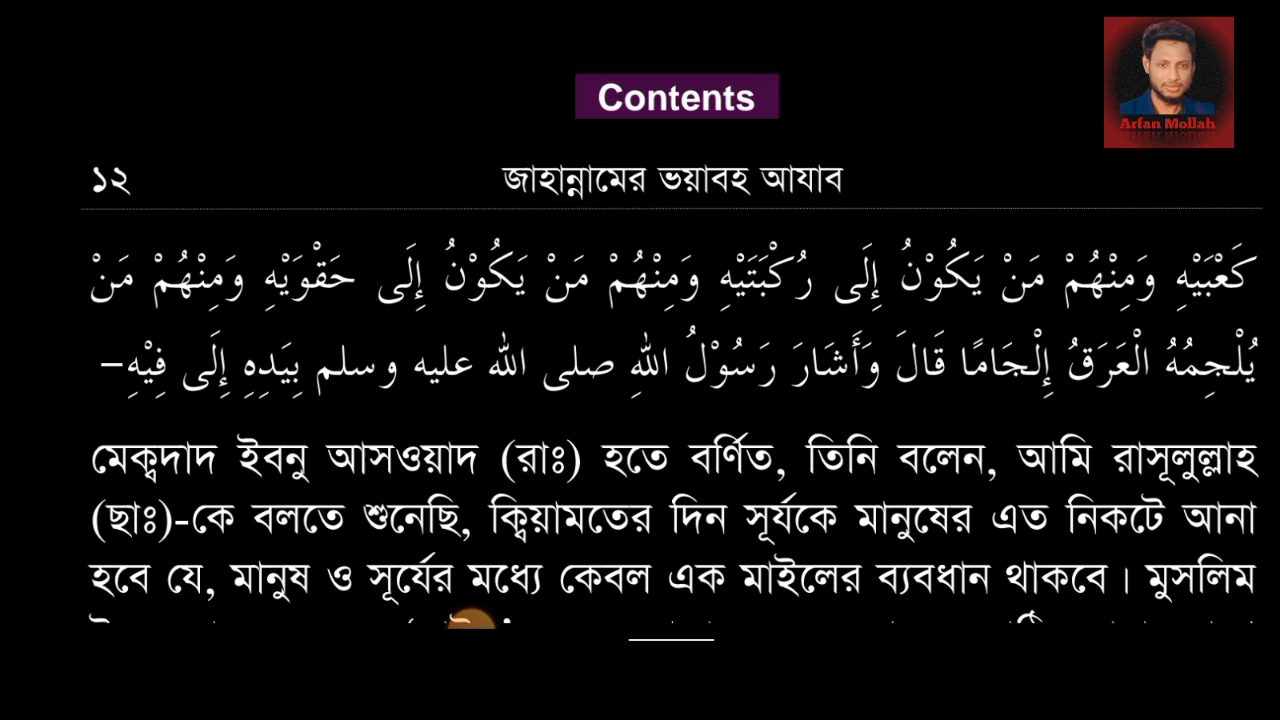 Contents
Arfan Mollah
১২ জাহান্নামের ভয়াবহ আযাব
كَعْبَيْهِ وَمِنْهُمْ مَنْ يَكُوْنُ إِلَى رُكْبَتَيْهِ وَمِنْهُمْ مَنْ يَكُوْنُ إِلَى حَقْوَيْهِ وَمِنْهُمْ مَنْ
يُلْجِمُهُ الْعَرَقُ إِلْجَامًا قَالَ وَأَشَارَ رَسُوْلُ اللهِ صلى الله عليه وسلم بِيَدِهِ إِلَى فِيْهِ-
মেক্বদাদ ইবনু আসওয়াদ (রাঃ) হতে বর্ণিত, তিনি বলেন, আমি রাসূলুল্লাহ
(ছাঃ)-কে বলতে শুনেছি, ক্বিয়ামতের দিন সূর্যকে মানুষের এত নিকটে আনা
হবে যে, মানুষ ও সূর্যের মধ্যে কেবল এক মাইলের ব্যবধান থাকবে। মুসলিম